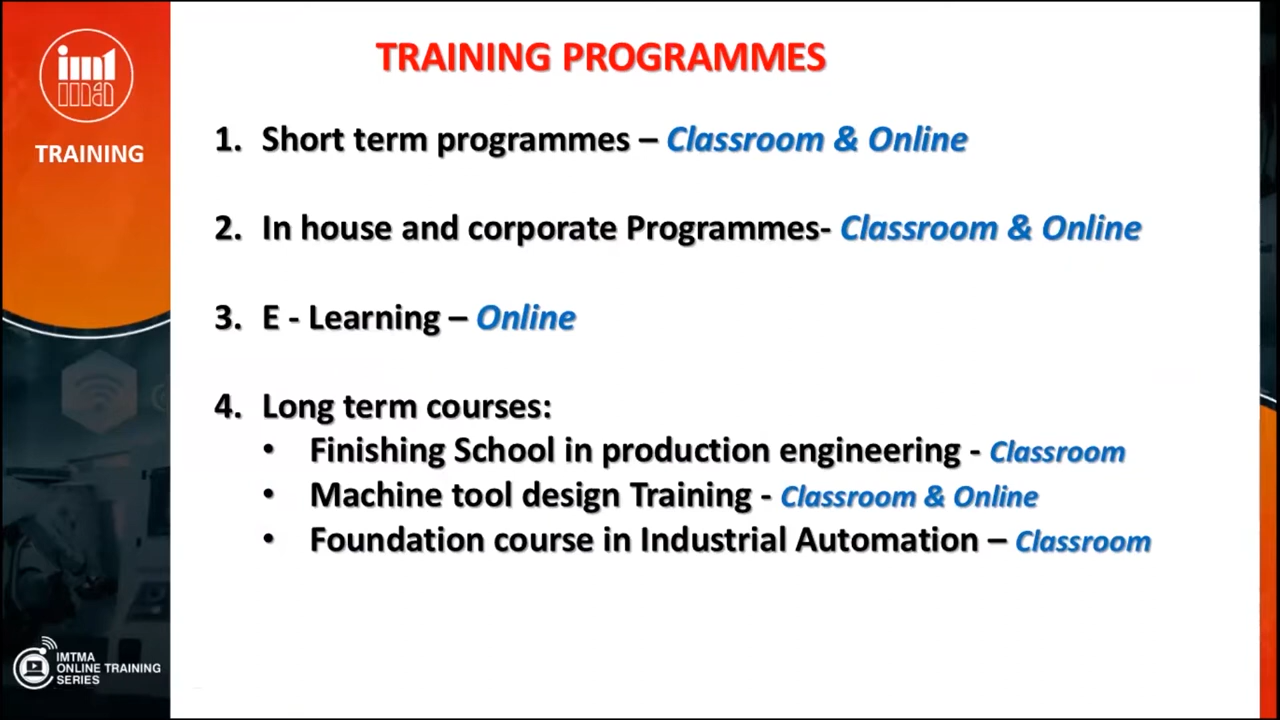 imt
ma
TRAINING
TRAINING PROGRAMMES
1. Short term programmes – Classroom & Online
2. In house and corporate Programmes- Classroom & Online
3. E - Learning – Online
4. Long term courses:
• Finishing School in production engineering - Classroom
• Machine tool design Training - Classroom & Online
• Foundation course in Industrial Automation – Classroom
IMTMA
ONLINE TRAINING
SERIES